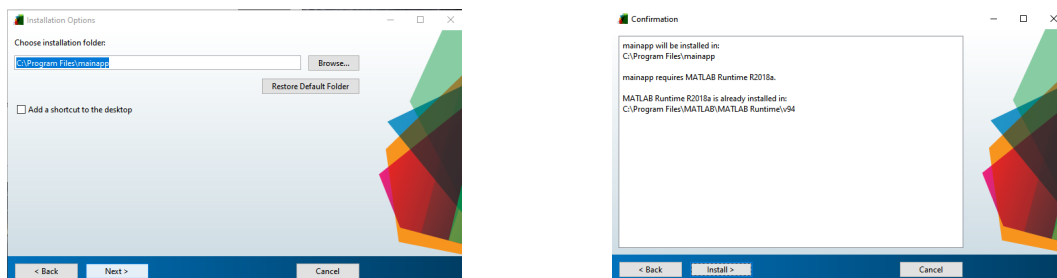 Installation Options
Choose installation folder:
C:\Program Files\mainapp
Browse...
Restore Default Folder
Add a shortcut to the desktop
< Back
Next >
Cancel
Confirmation
mainapp will be installed in:
C:\Program Files\mainapp
mainapp requires MATLAB Runtime R2018a.
MATLAB Runtime R2018a is already installed in:
C:\Program Files\MATLAB\MATLAB Runtime\v94
< Back
Install >
Cancel